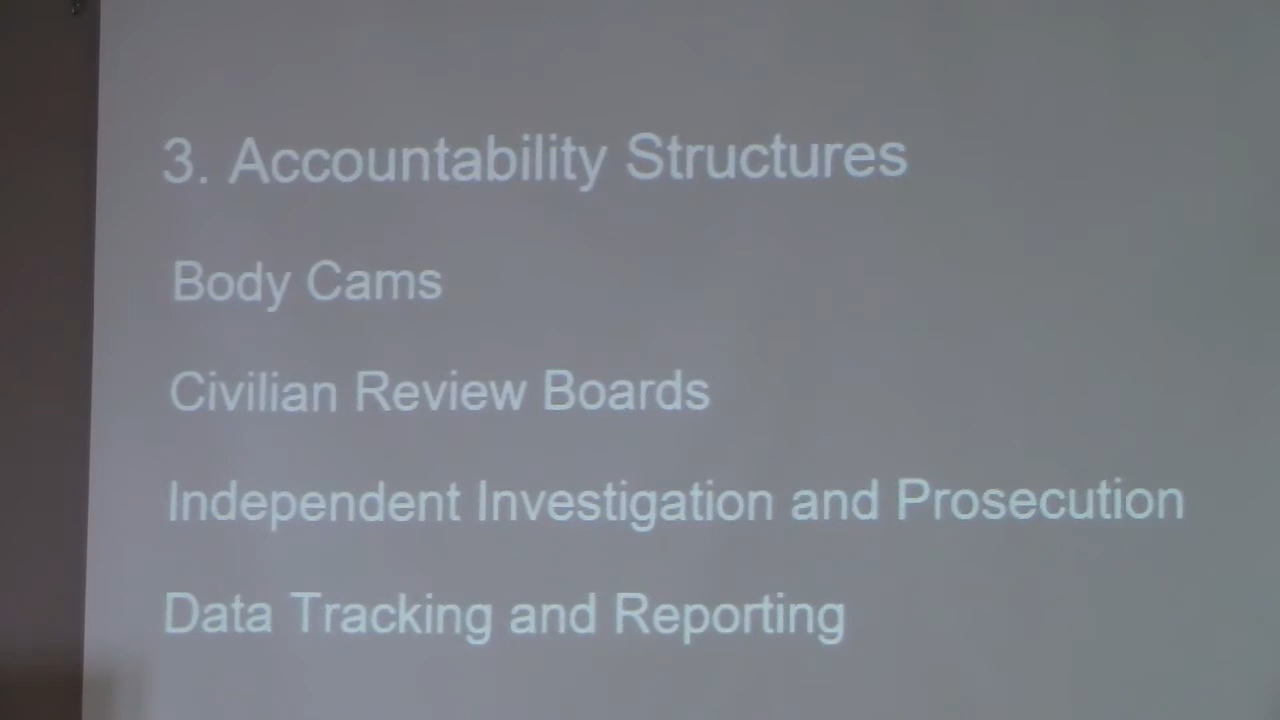 3. Accountability Structures
Body Cams
Civilian Review Boards
Independent Investigation and Prosecution
Data Tracking and Reporting